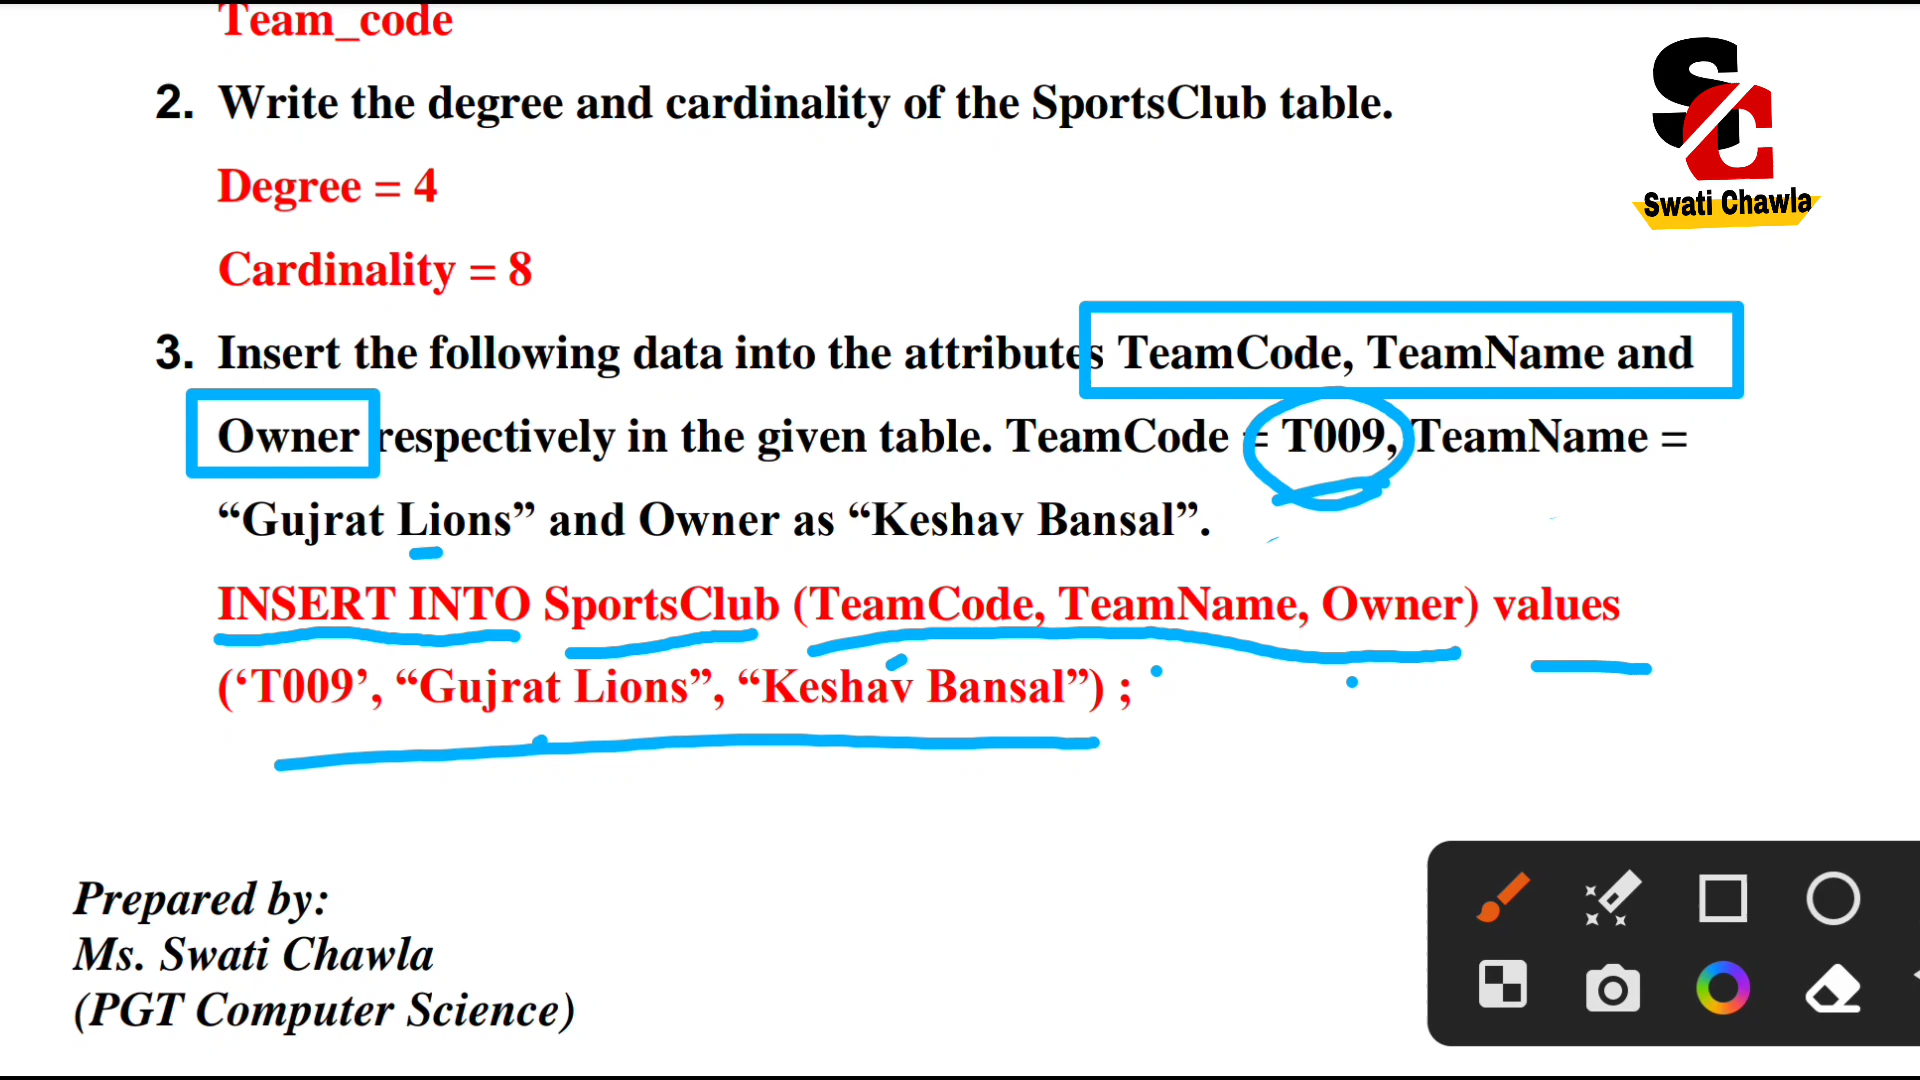 Team_code
2. Write the degree and cardinality of the SportsClub table.
Degree = 4
Cardinality = 8
3. Insert the following data into the attributes TeamCode, TeamName and
Owner respectively in the given table. TeamCode = T009, TeamName =
“Gujrat Lions” and Owner as “Keshav Bansal”.
INSERT INTO SportsClub (TeamCode, TeamName, Owner) values
(‘T009’, “Gujrat Lions”, “Keshav Bansal”) ;
Prepared by:
Ms. Swati Chawla
(PGT Computer Science)
SC
Swati Chawla